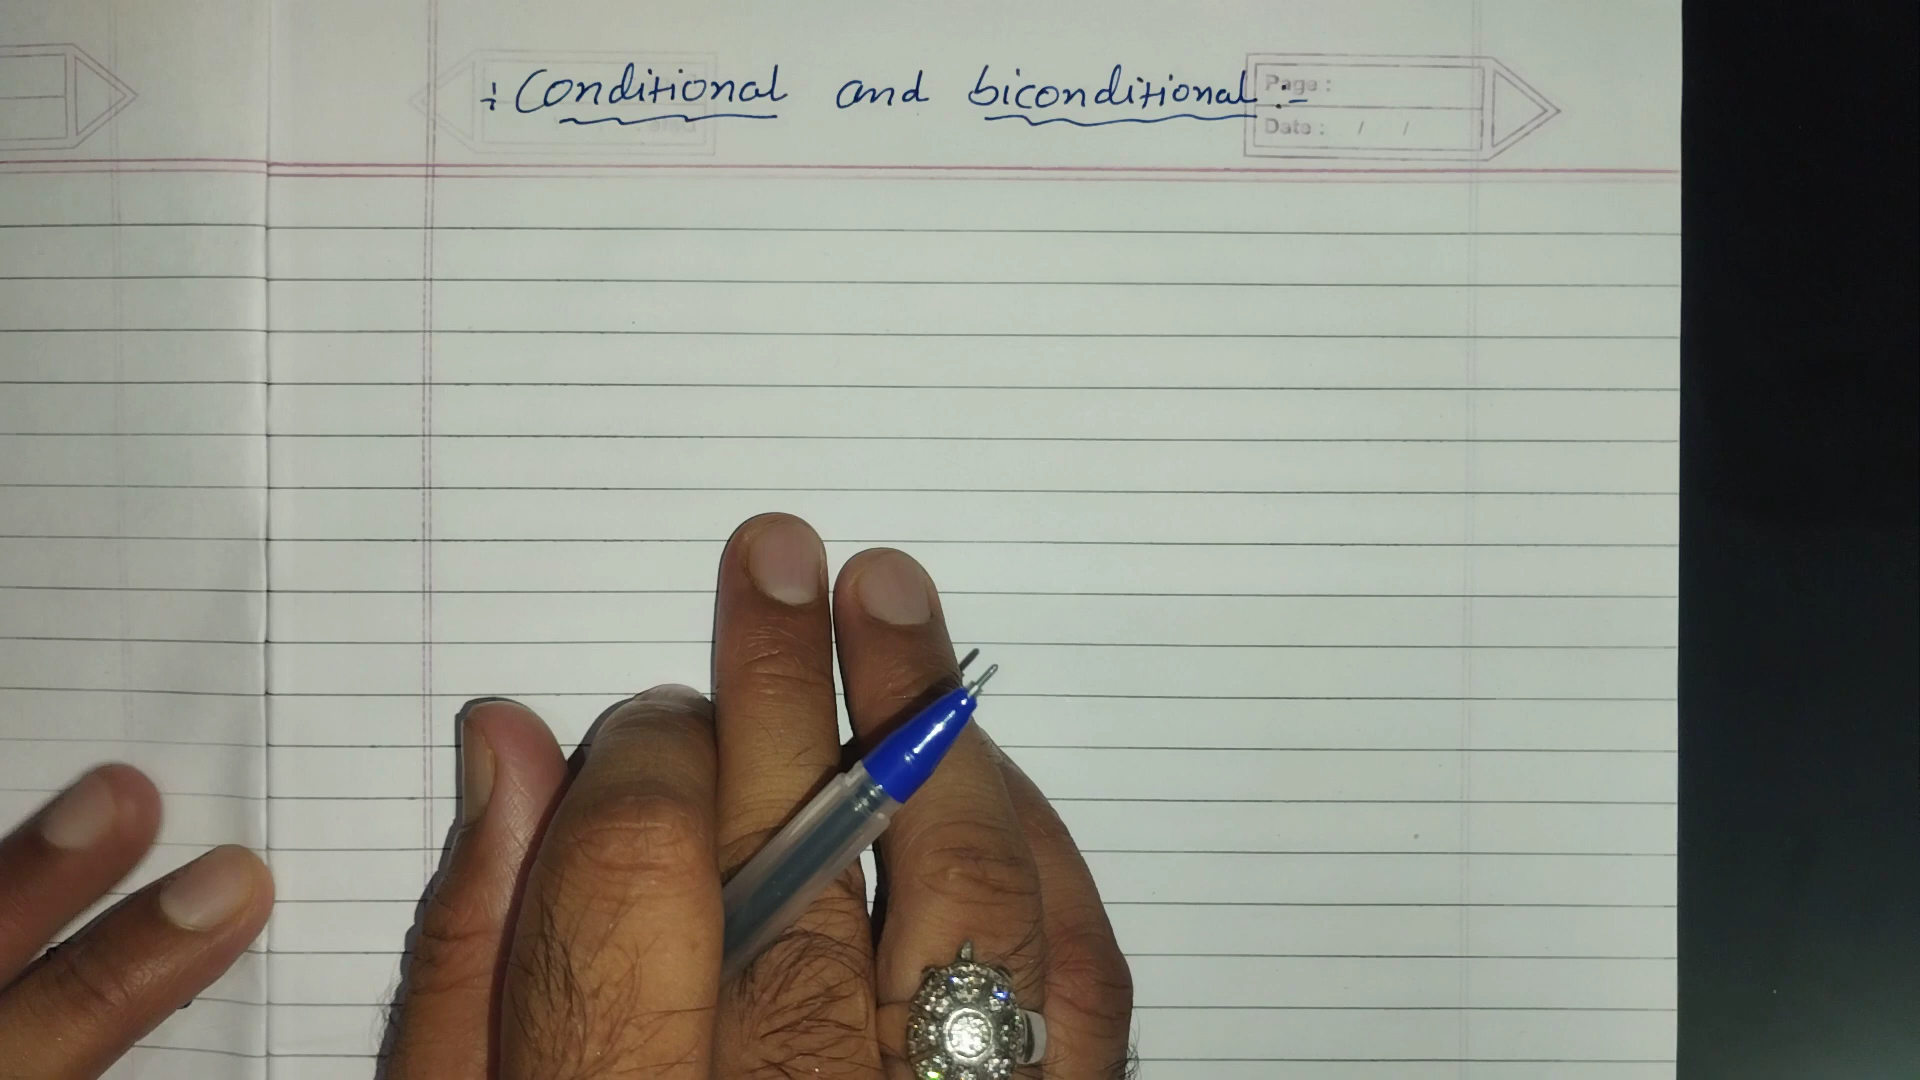 :- Conditional and biconditional :-
Page :
Date : / /